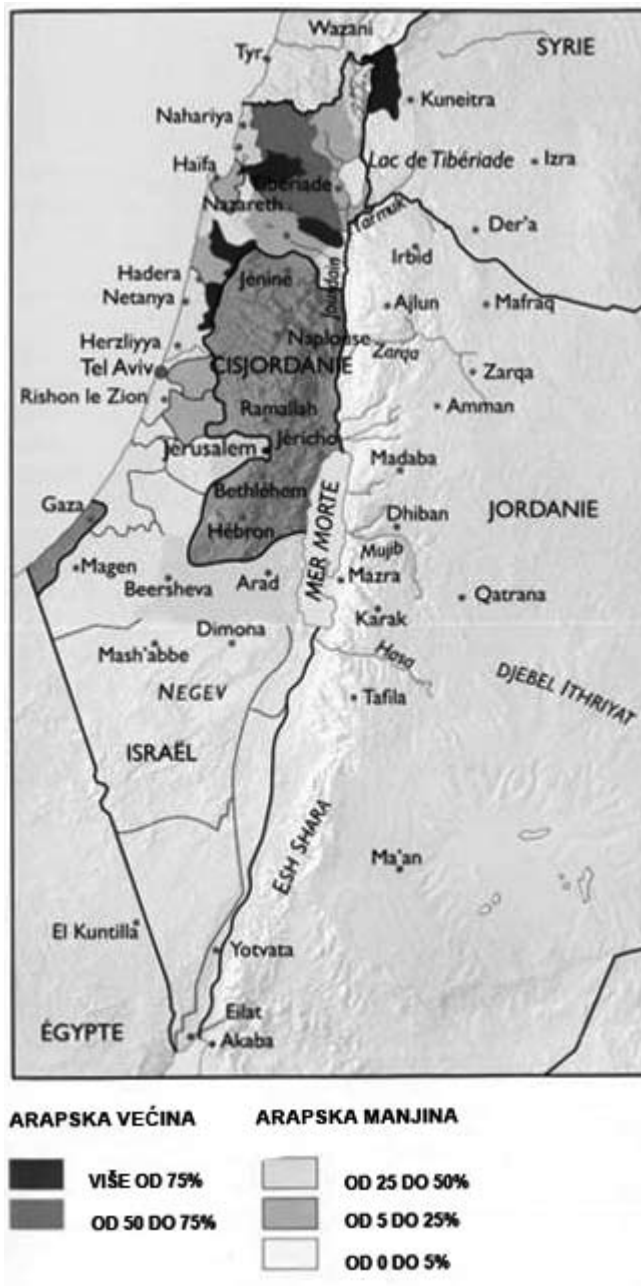 Wazani
SYRIE
Tyr
Kuneitra
Nahariya
Haïfa
Lac de Tibériade
Izra
Tibériade
Nazareth
Yarmuk
Der'a
Irbid
Hadera
Jénine
Jourdain
Netanya
Ajlun
Mafraq
Naplouse
Herzliyya
Zarqa
Tel Aviv
CISJORDANIE
Zarqa
Rishon le Zion
Amman
Ramallah
Jéricho
Jérusalem
Madaba
Bethléhem
Gaza
Dhiban
JORDANIE
Hébron
MER MORTE
Mujib
Magen
Arad
Mazra
Beersheva
Qatrana
Karak
Dimona
Mash'abbe
Hasa
NEGEV
DJEBEL ITHRIYAT
Tafila
ISRAËL
ESH SHARA
Ma'an
El Kuntilla
Yotvata
Eilat
ÉGYPTE
Akaba
ARAPSKA VEĆINA
ARAPSKA MANJINA
VIŠE OD 75%
OD 25 DO 50%
OD 50 DO 75%
OD 5 DO 25%
OD 0 DO 5%